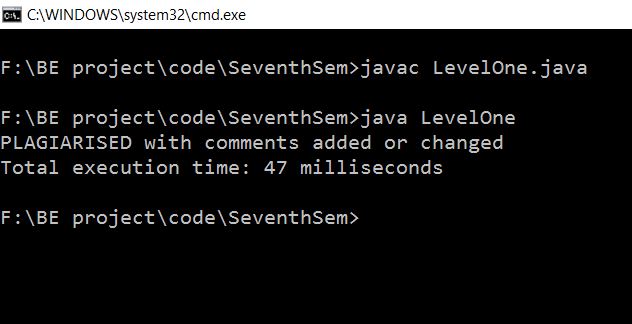 C:\WINDOWS\system32\cmd.exe
F:\BE project\code\SeventhSem>javac LevelOne.java
F:\BE project\code\SeventhSem>java LevelOne
PLAGIARISED with comments added or changed
Total execution time: 47 milliseconds
F:\BE project\code\SeventhSem>